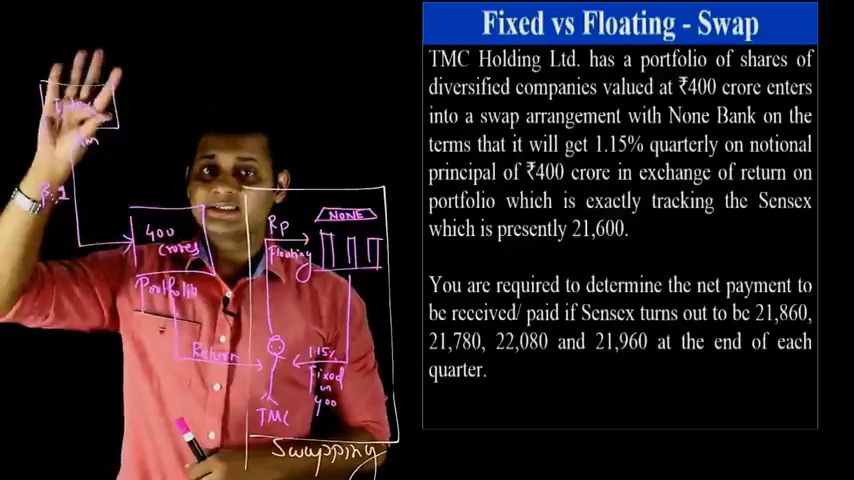 Fixed vs Floating - Swap
TMC Holding Ltd. has a portfolio of shares of
diversified companies valued at ₹400 crore enters
into a swap arrangement with None Bank on the
terms that it will get 1.15% quarterly on notional
principal of ₹400 crore in exchange of return on
portfolio which is exactly tracking the Sensex
which is presently 21,600.
You are required to determine the net payment to
be received/ paid if Sensex turns out to be 21,860,
21,780, 22,080 and 21,960 at the end of each
quarter.
Rm
β=1
400
crores
Portfolio
Return
Rp
Floating
NONE
1.15%
Fixed
on
400
TMC
Swapping